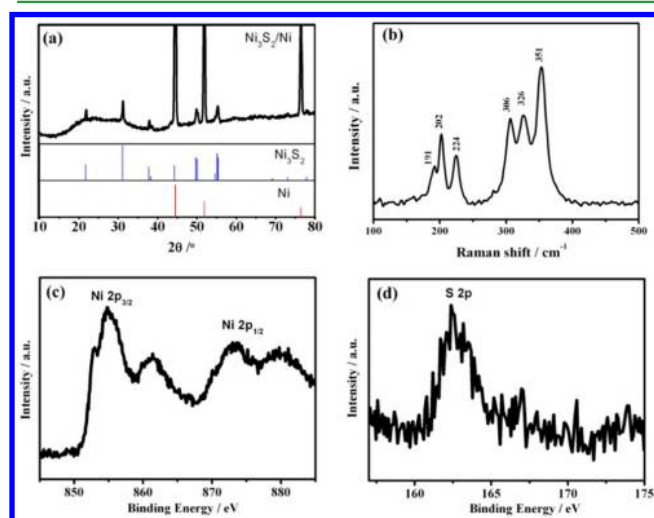 (a)
Ni₃S₂/Ni
Ni₃S₂
Ni
Intensity / a.u.
10 20 30 40 50 60 70 80
2θ /°
(b)
191
202
224
306
326
351
Intensity / a.u.
100 200 300 400 500
Raman shift / cm⁻¹
(c)
Ni 2p₃/₂
Ni 2p₁/₂
Intensity / a.u.
850 860 870 880
Binding Energy / eV
(d)
S 2p
Intensity / a.u.
160 165 170 175
Binding Energy / eV